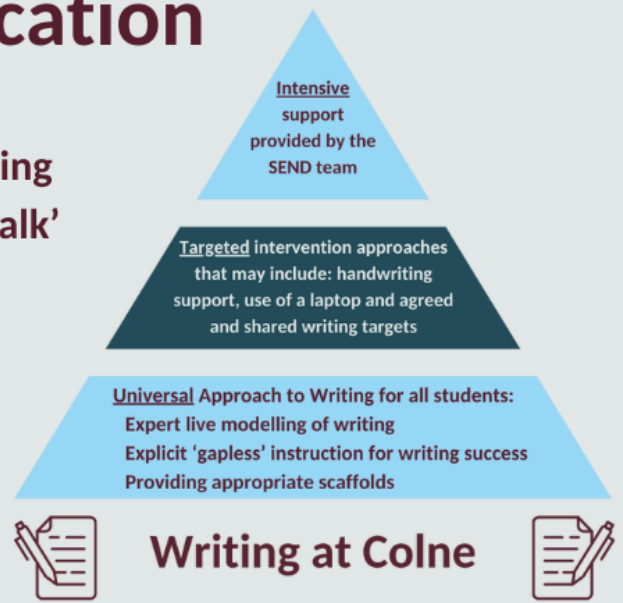 cation
ing
alk’
Intensive
support
provided by the
SEND team
Targeted intervention approaches
that may include: handwriting
support, use of a laptop and agreed
and shared writing targets
Universal Approach to Writing for all students:
Expert live modelling of writing
Explicit ‘gapless’ instruction for writing success
Providing appropriate scaffolds
Writing at Colne